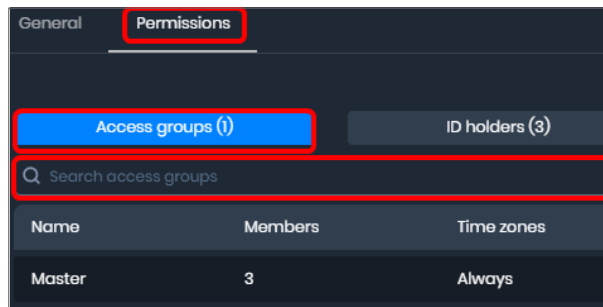 General Permissions
Access groups (1) ID holders (3)
Search access groups
Name Members Time zones
Master 3 Always